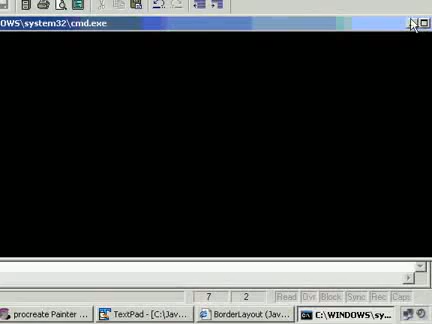 OWS\system32\cmd.exe
7 2 Read Ovr Block Sync Rec Caps
procreate Painter ... TextPad - [C:\Jav... BorderLayout (Jav... C:\WINDOWS\sy...